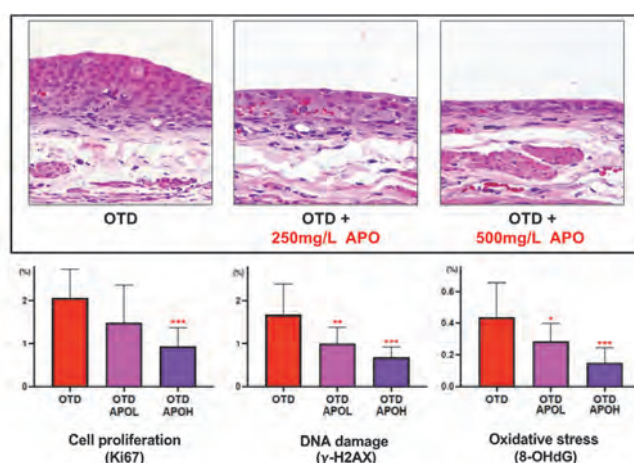 OTD
OTD +
250mg/L APO
OTD +
500mg/L APO
(%)
2
1
0
***
OTD
OTD
APOL
OTD
APOH
Cell proliferation
(Ki67)
(%)
2
1
0
**
***
OTD
OTD
APOL
OTD
APOH
DNA damage
(γ-H2AX)
(%)
0.6
0.4
0.2
0.0
*
***
OTD
OTD
APOL
OTD
APOH
Oxidative stress
(8-OHdG)